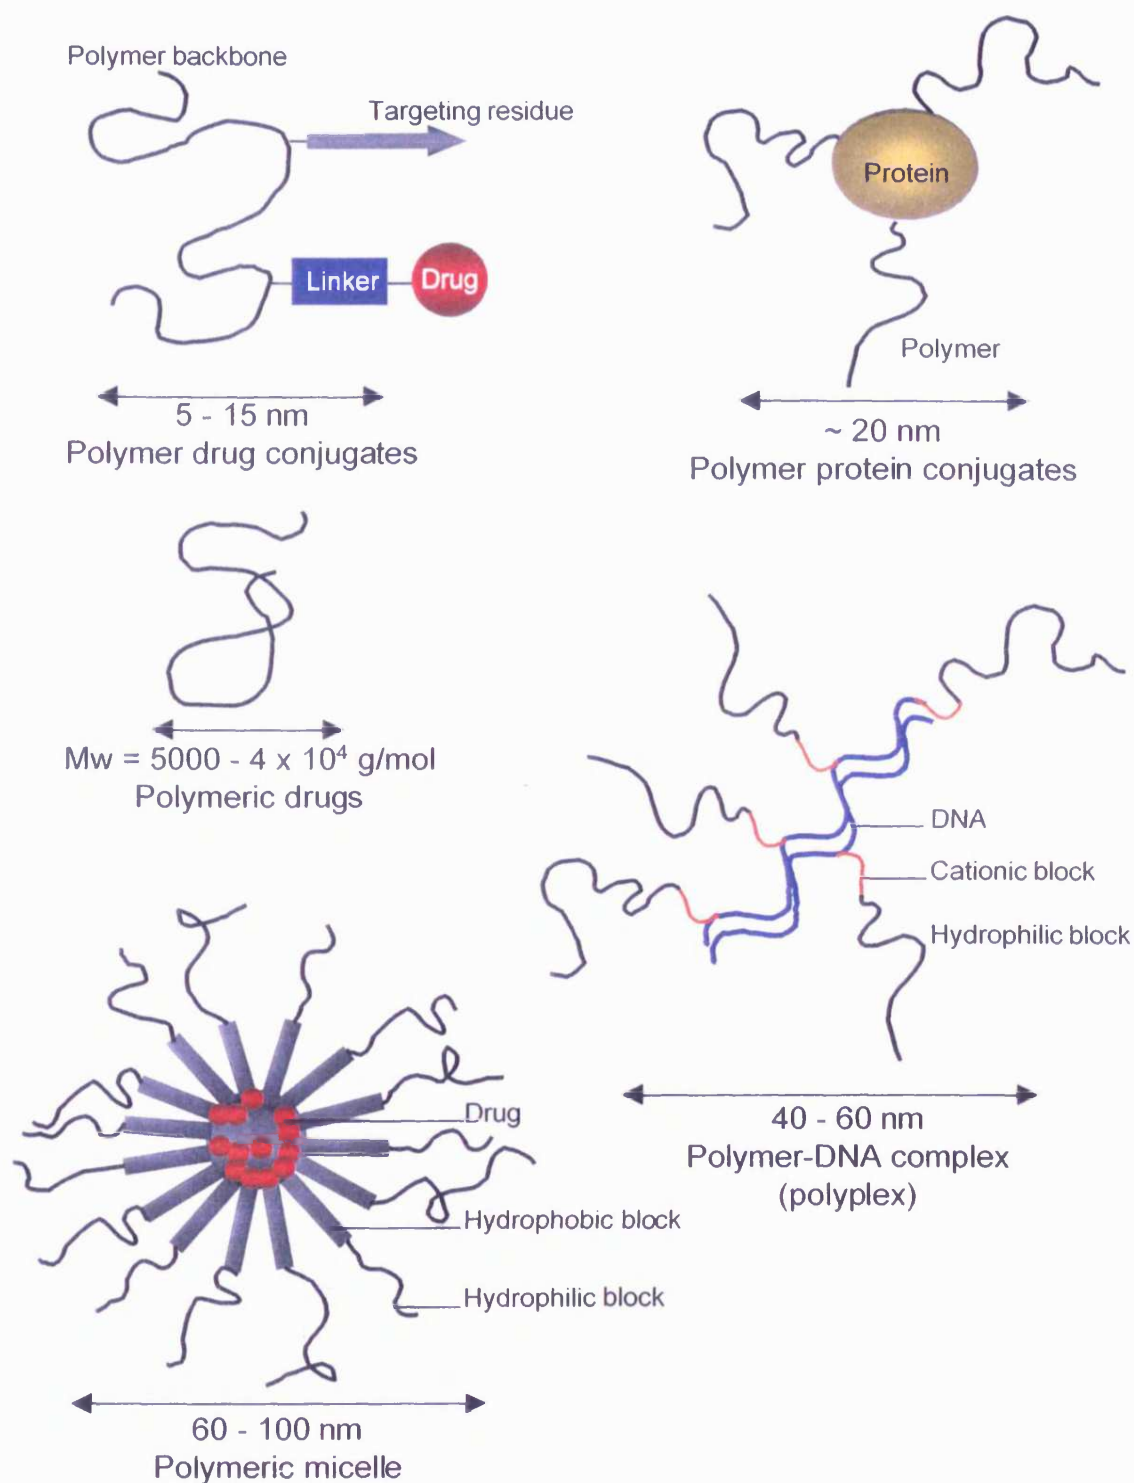 Polymer backbone
Targeting residue
Linker
Drug
5 - 15 nm
Polymer drug conjugates
Protein
Polymer
~ 20 nm
Polymer protein conjugates
Mw = 5000 - 4 x 10⁴ g/mol
Polymeric drugs
DNA
Cationic block
Hydrophilic block
40 - 60 nm
Polymer-DNA complex
(polyplex)
Drug
Hydrophobic block
Hydrophilic block
60 - 100 nm
Polymeric micelle